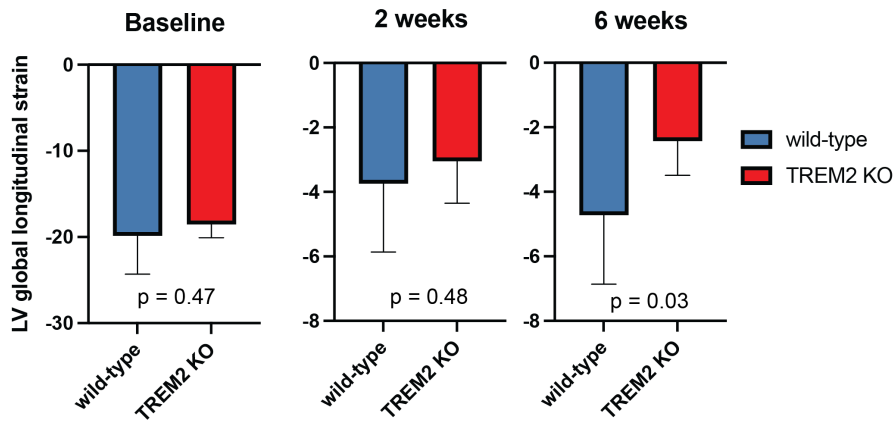 Baseline
2 weeks
6 weeks
LV global longitudinal strain
0
-10
-20
-30
p = 0.47
wild-type
TREM2 KO
0
-2
-4
-6
-8
p = 0.48
wild-type
TREM2 KO
0
-2
-4
-6
-8
p = 0.03
wild-type
TREM2 KO
wild-type
TREM2 KO